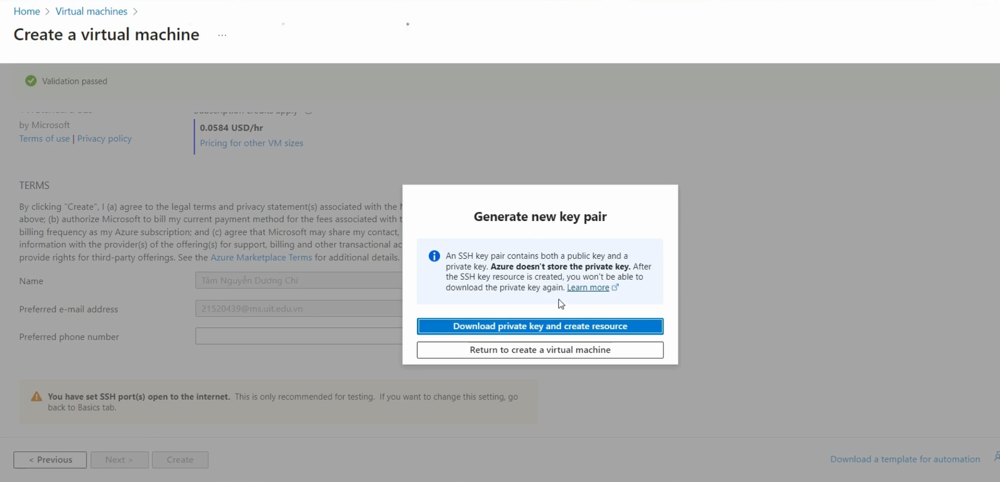 Home > Virtual machines >
Create a virtual machine ...
Validation passed
by Microsoft
Terms of use | Privacy policy
Subscription credits apply
0.0584 USD/hr
Pricing for other VM sizes
TERMS
By clicking "Create", I (a) agree to the legal terms and privacy statement(s) associated with the
above; (b) authorize Microsoft to bill my current payment method for the fees associated with
billing frequency as my Azure subscription; and (c) agree that Microsoft may share my contact,
information with the provider(s) of the offering(s) for support, billing and other transactional
provide rights for third-party offerings. See the Azure Marketplace Terms for additional details.
Name
Tâm Nguyễn Dương Chí
Preferred e-mail address
21520439@ms.uit.edu.vn
Preferred phone number
Generate new key pair
An SSH key pair contains both a public key and a
private key. Azure doesn't store the private key. After
the SSH key resource is created, you won't be able to
download the private key again. Learn more
Download private key and create resource
Return to create a virtual machine
You have set SSH port(s) open to the internet. This is only recommended for testing. If you want to change this setting, go
back to Basics tab.
< Previous
Next >
Create
Download a template for automation